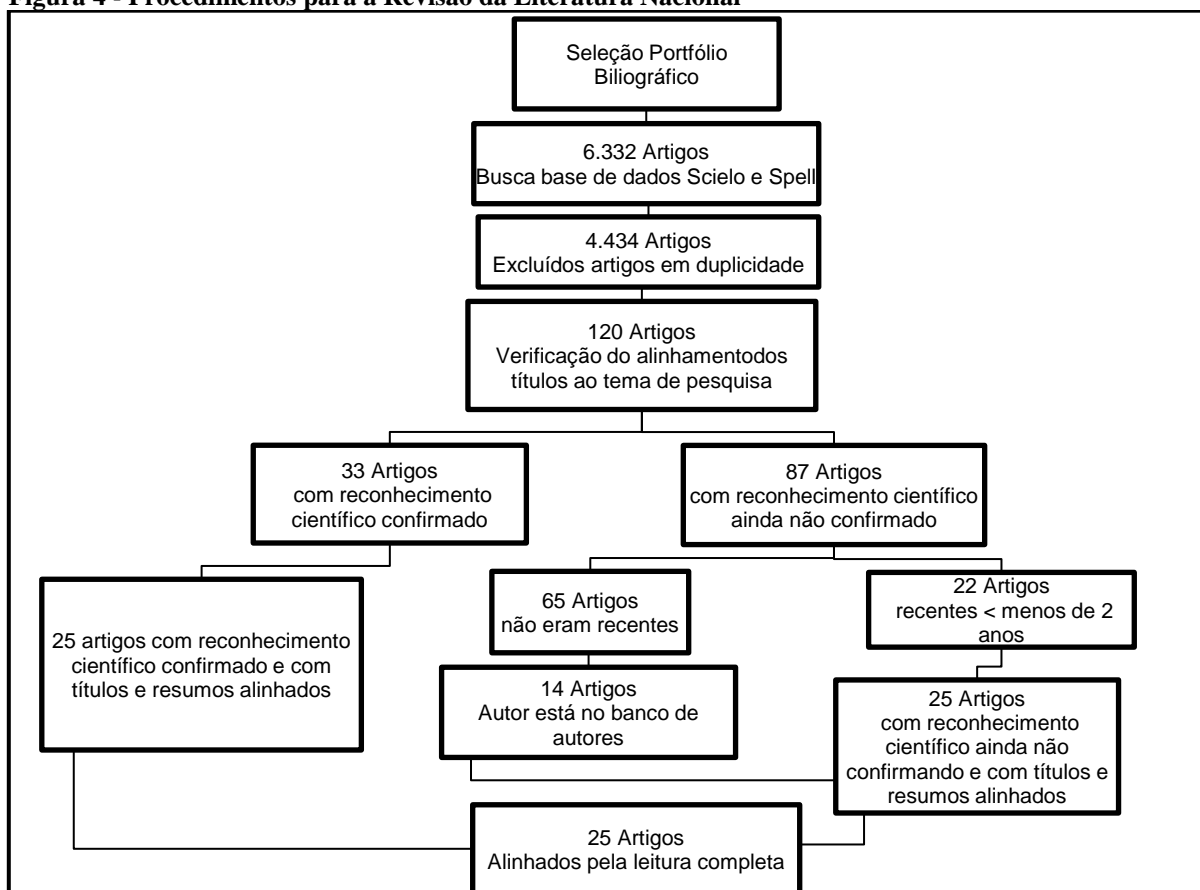 Figura 4 - Procedimentos para a Revisão da Literatura Nacional
Seleção Portfólio
Biliográfico
6.332 Artigos
Busca base de dados Scielo e Spell
4.434 Artigos
Excluídos artigos em duplicidade
120 Artigos
Verificação do alinhamentodos
títulos ao tema de pesquisa
33 Artigos
com reconhecimento
científico confirmado
87 Artigos
com reconhecimento científico
ainda não confirmado
25 artigos com reconhecimento
científico confirmado e com
títulos e resumos alinhados
65 Artigos
não eram recentes
22 Artigos
recentes < menos de 2
anos
14 Artigos
Autor está no banco de
autores
25 Artigos
com reconhecimento
científico ainda não
confirmando e com títulos e
resumos alinhados
25 Artigos
Alinhados pela leitura completa